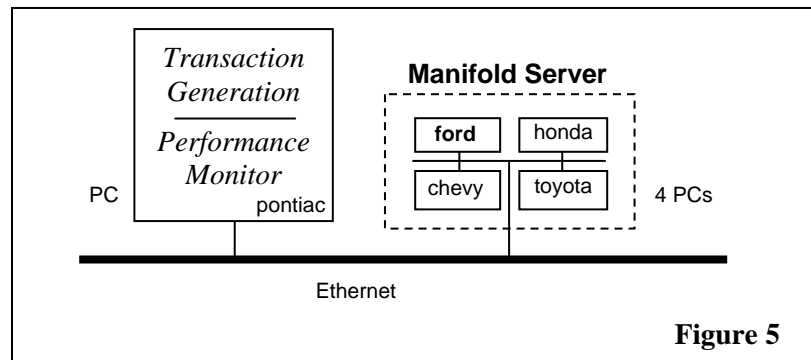 Transaction
Generation
Performance
Monitor
pontiac
PC
Manifold Server
ford
honda
chevy
toyota
4 PCs
Ethernet
Figure 5